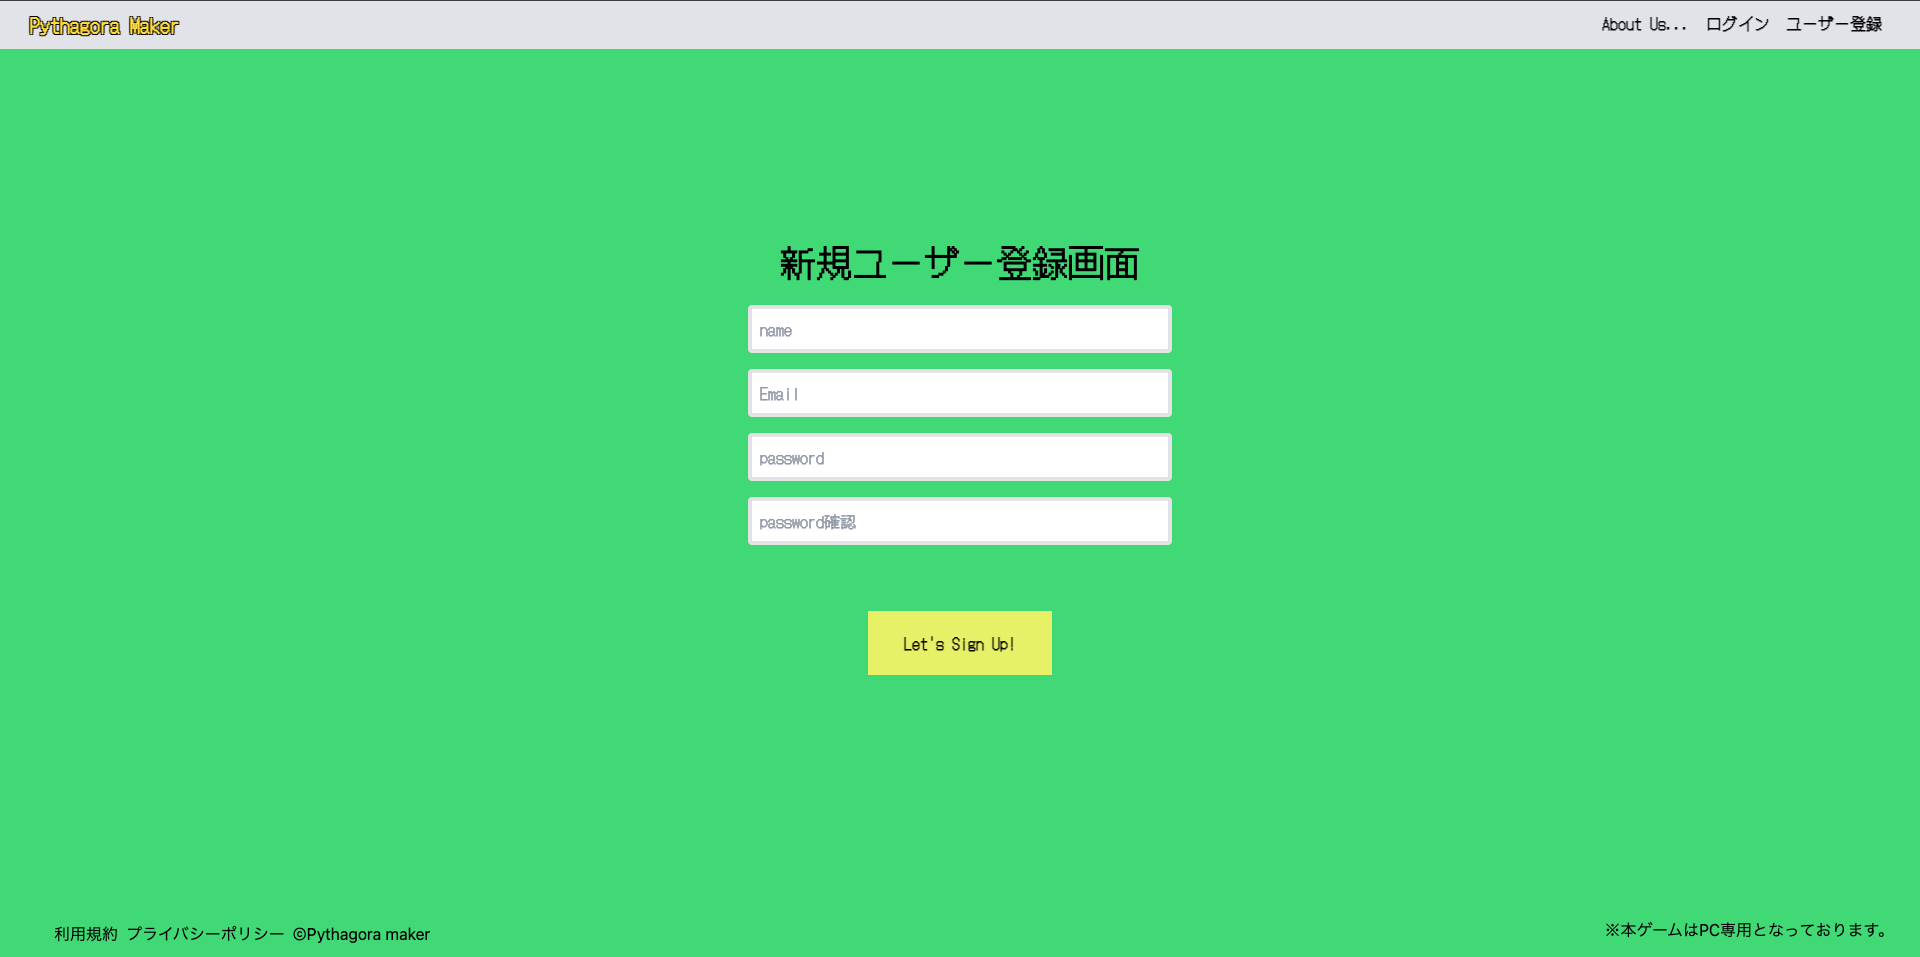 Pythagora Maker
About Us... ログイン ユーザー登録
新規ユーザー登録画面
name
Email
password
password確認
Let's Sign Up!
利用規約 プライバシーポリシー ©Pythagora maker
※本ゲームはPC専用となっております。